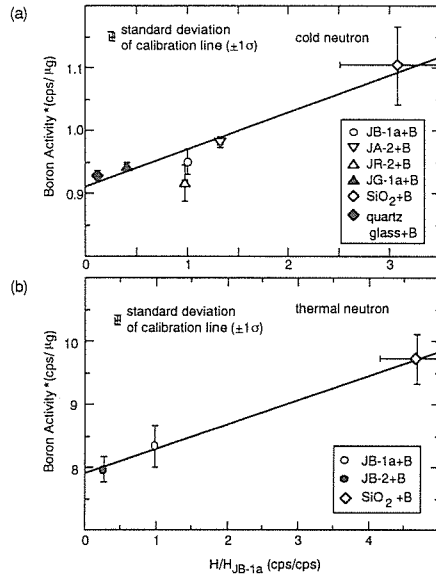 (a)
standard deviation
of calibration line (±1σ)
cold neutron
Boron Activity *(cps/ μg)
1.1
1.0
0.9
JB-1a+B
JA-2+B
JR-2+B
JG-1a+B
SiO₂+B
quartz
glass+B
0
1
2
3
(b)
standard deviation
of calibration line (±1σ)
thermal neutron
Boron Activity*(cps/ μg)
10
9
8
JB-1a+B
JB-2+B
SiO₂ +B
0
1
2
3
4
H/H_JB-1a (cps/cps)